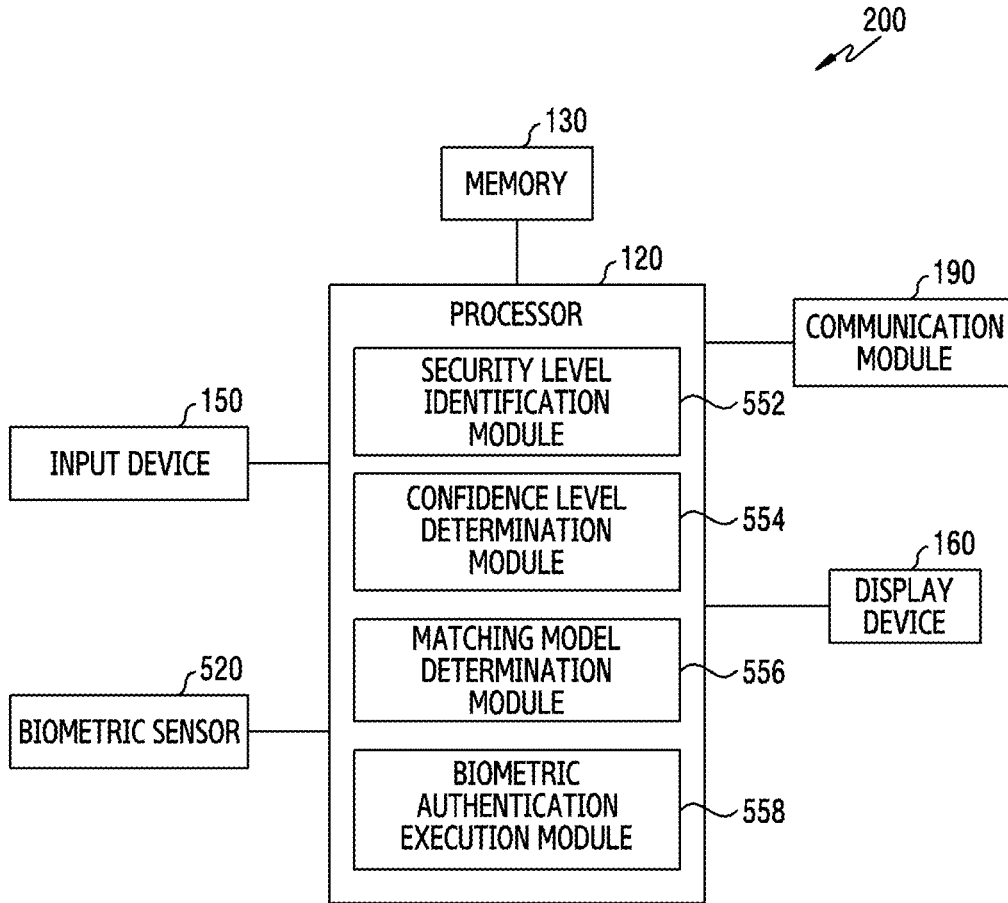 200
130
MEMORY
120
PROCESSOR
190
COMMUNICATION
MODULE
SECURITY LEVEL
IDENTIFICATION
MODULE
552
150
INPUT DEVICE
CONFIDENCE LEVEL
DETERMINATION
MODULE
554
160
DISPLAY
DEVICE
MATCHING MODEL
DETERMINATION
MODULE
556
520
BIOMETRIC SENSOR
BIOMETRIC
AUTHENTICATION
EXECUTION MODULE
558